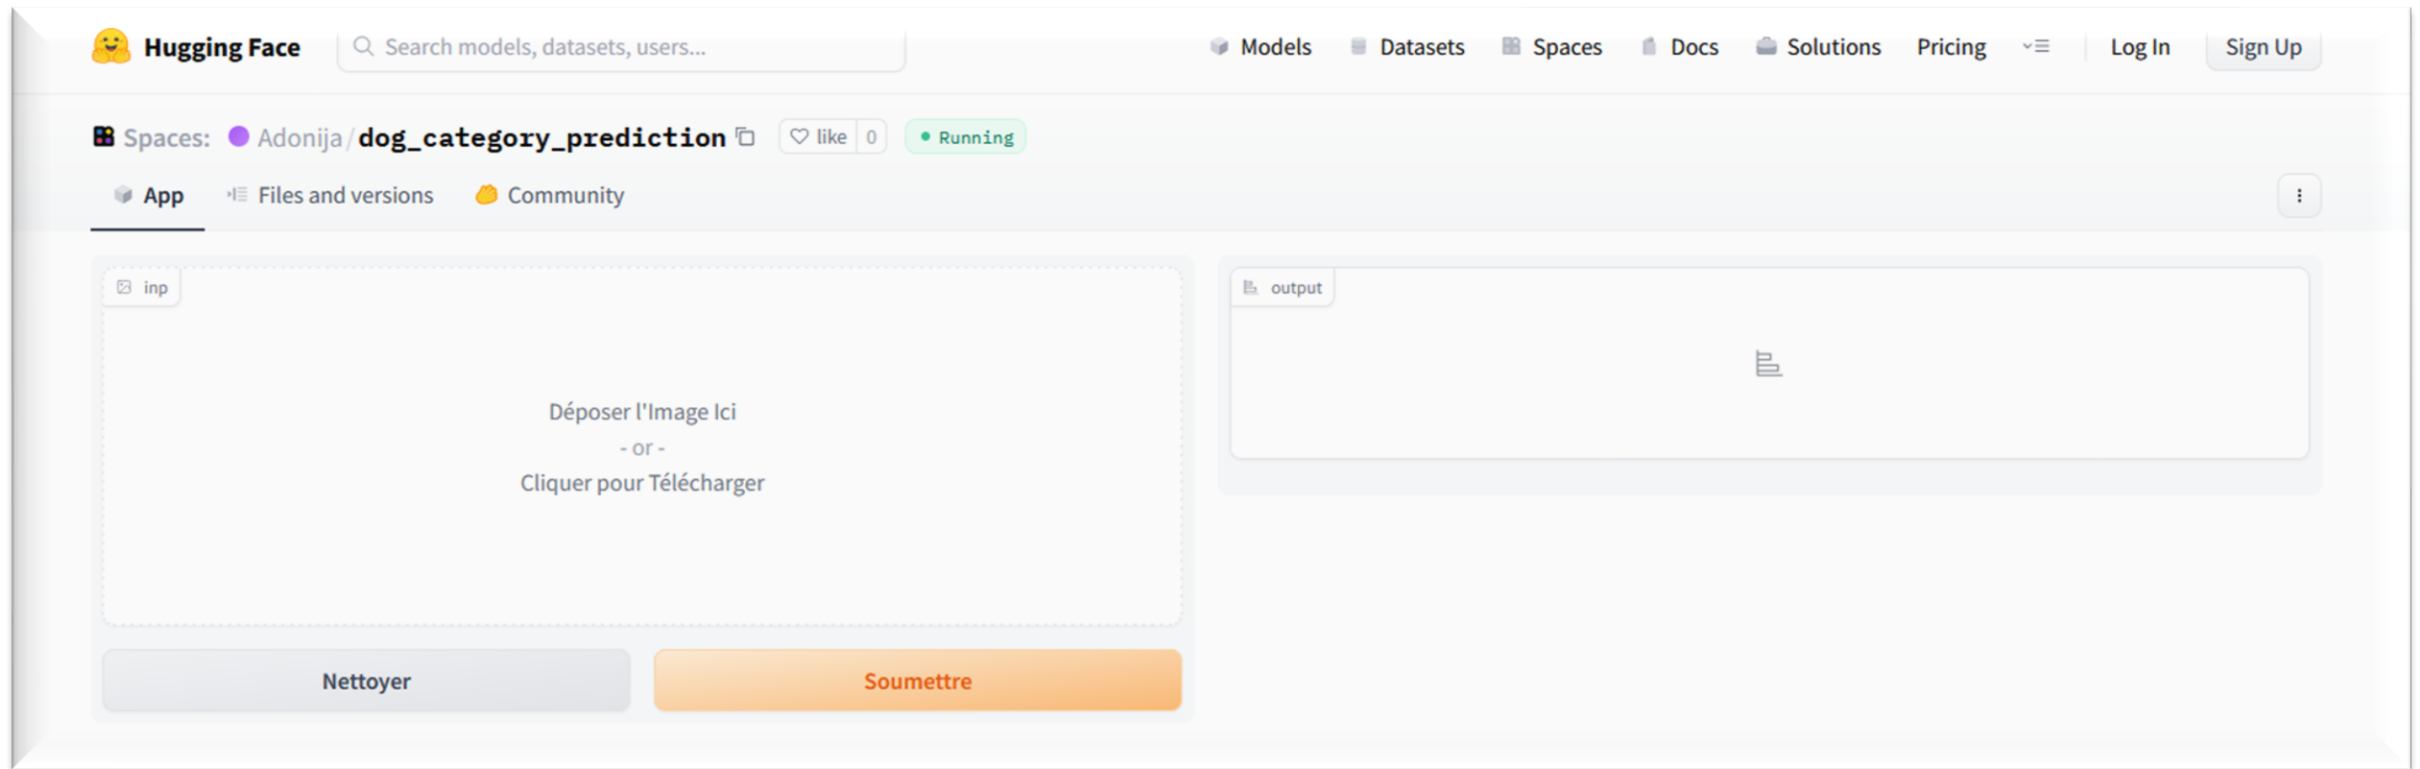 Hugging Face Search models, datasets, users... Models Datasets Spaces Docs Solutions Pricing Log In Sign Up
Spaces: Adonija/dog_category_prediction like 0 Running
App Files and versions Community
inp
Déposer l'Image Ici
- or -
Cliquer pour Télécharger
Nettoyer Soumettre
output